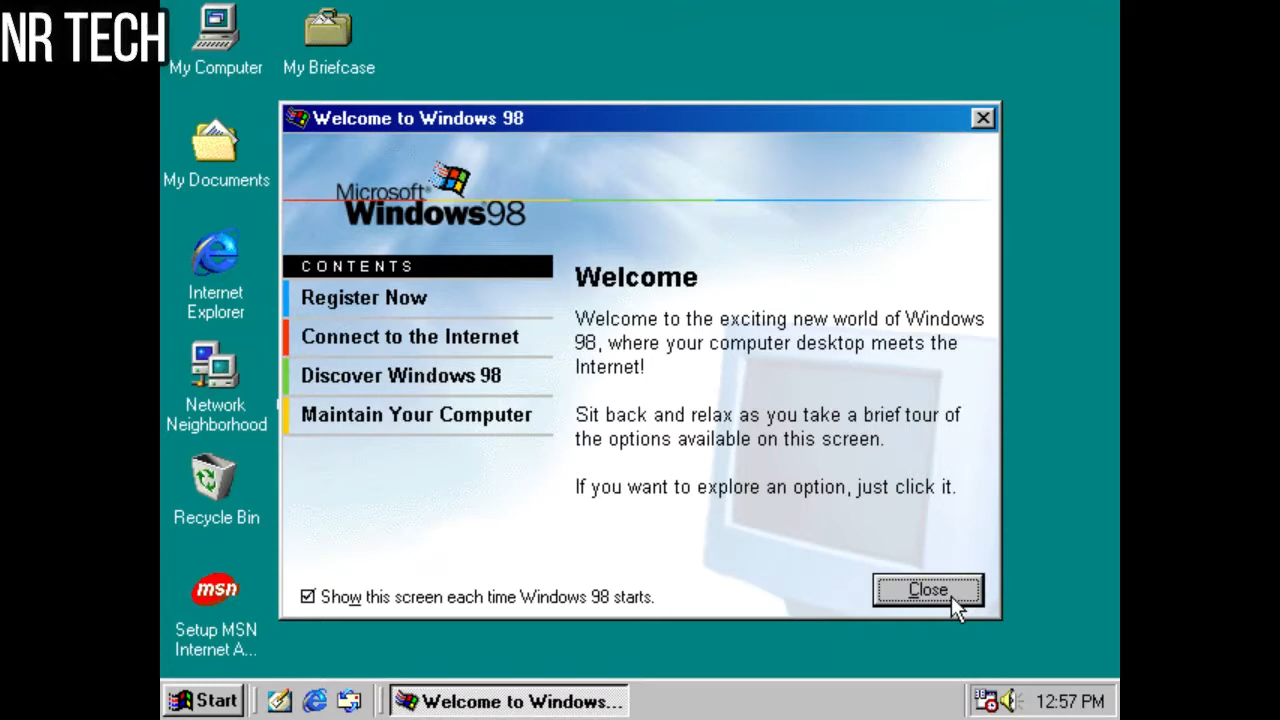 NR TECH
My Computer
My Briefcase
My Documents
Internet
Explorer
Network
Neighborhood
Recycle Bin
msn
Setup MSN
Internet A...
Welcome to Windows 98
Microsoft®
Windows98
CONTENTS
Register Now
Connect to the Internet
Discover Windows 98
Maintain Your Computer
Welcome
Welcome to the exciting new world of Windows
98, where your computer desktop meets the
Internet!
Sit back and relax as you take a brief tour of
the options available on this screen.
If you want to explore an option, just click it.
Show this screen each time Windows 98 starts.
Close
Start
Welcome to Windows...
12:57 PM